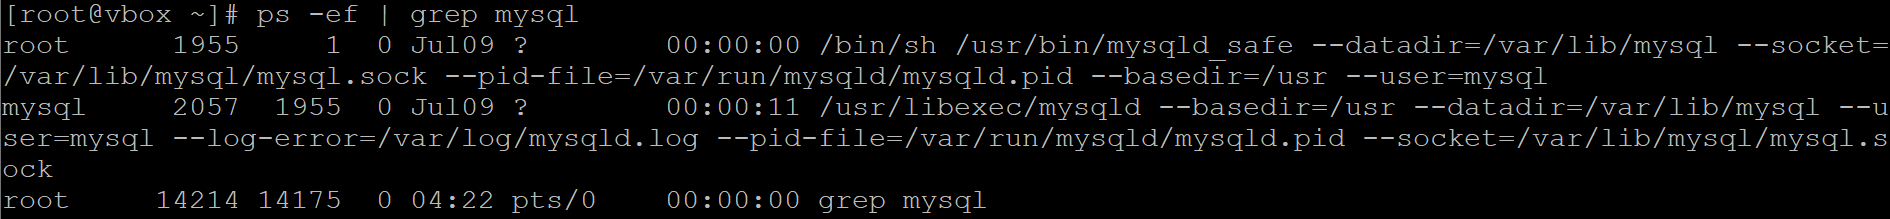 [root@vbox ~]# ps -ef | grep mysql
root      1955     1  0 Jul09 ?        00:00:00 /bin/sh /usr/bin/mysqld_safe --datadir=/var/lib/mysql --socket=
/var/lib/mysql/mysql.sock --pid-file=/var/run/mysqld/mysqld.pid --basedir=/usr --user=mysql
mysql     2057  1955  0 Jul09 ?        00:00:11 /usr/libexec/mysqld --basedir=/usr --datadir=/var/lib/mysql --u
ser=mysql --log-error=/var/log/mysqld.log --pid-file=/var/run/mysqld/mysqld.pid --socket=/var/lib/mysql/mysql.s
ock
root     14214 14175  0 04:22 pts/0    00:00:00 grep mysql